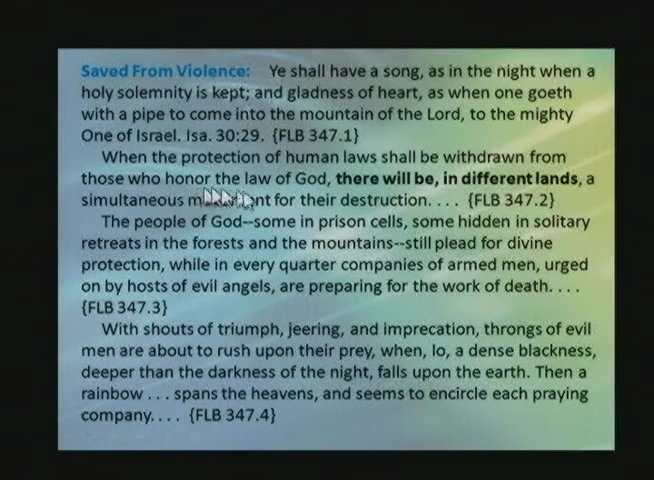 Saved From Violence: Ye shall have a song, as in the night when a
holy solemnity is kept; and gladness of heart, as when one goeth
with a pipe to come into the mountain of the Lord, to the mighty
One of Israel. Isa. 30:29. {FLB 347.1}
When the protection of human laws shall be withdrawn from
those who honor the law of God, there will be, in different lands, a
simultaneous for their destruction. . . . {FLB 347.2}
The people of God--some in prison cells, some hidden in solitary
retreats in the forests and the mountains--still plead for divine
protection, while in every quarter companies of armed men, urged
on by hosts of evil angels, are preparing for the work of death. . . .
{FLB 347.3}
With shouts of triumph, jeering, and imprecation, throngs of evil
men are about to rush upon their prey, when, lo, a dense blackness,
deeper than the darkness of the night, falls upon the earth. Then a
rainbow . . . spans the heavens, and seems to encircle each praying
company. . . . {FLB 347.4}